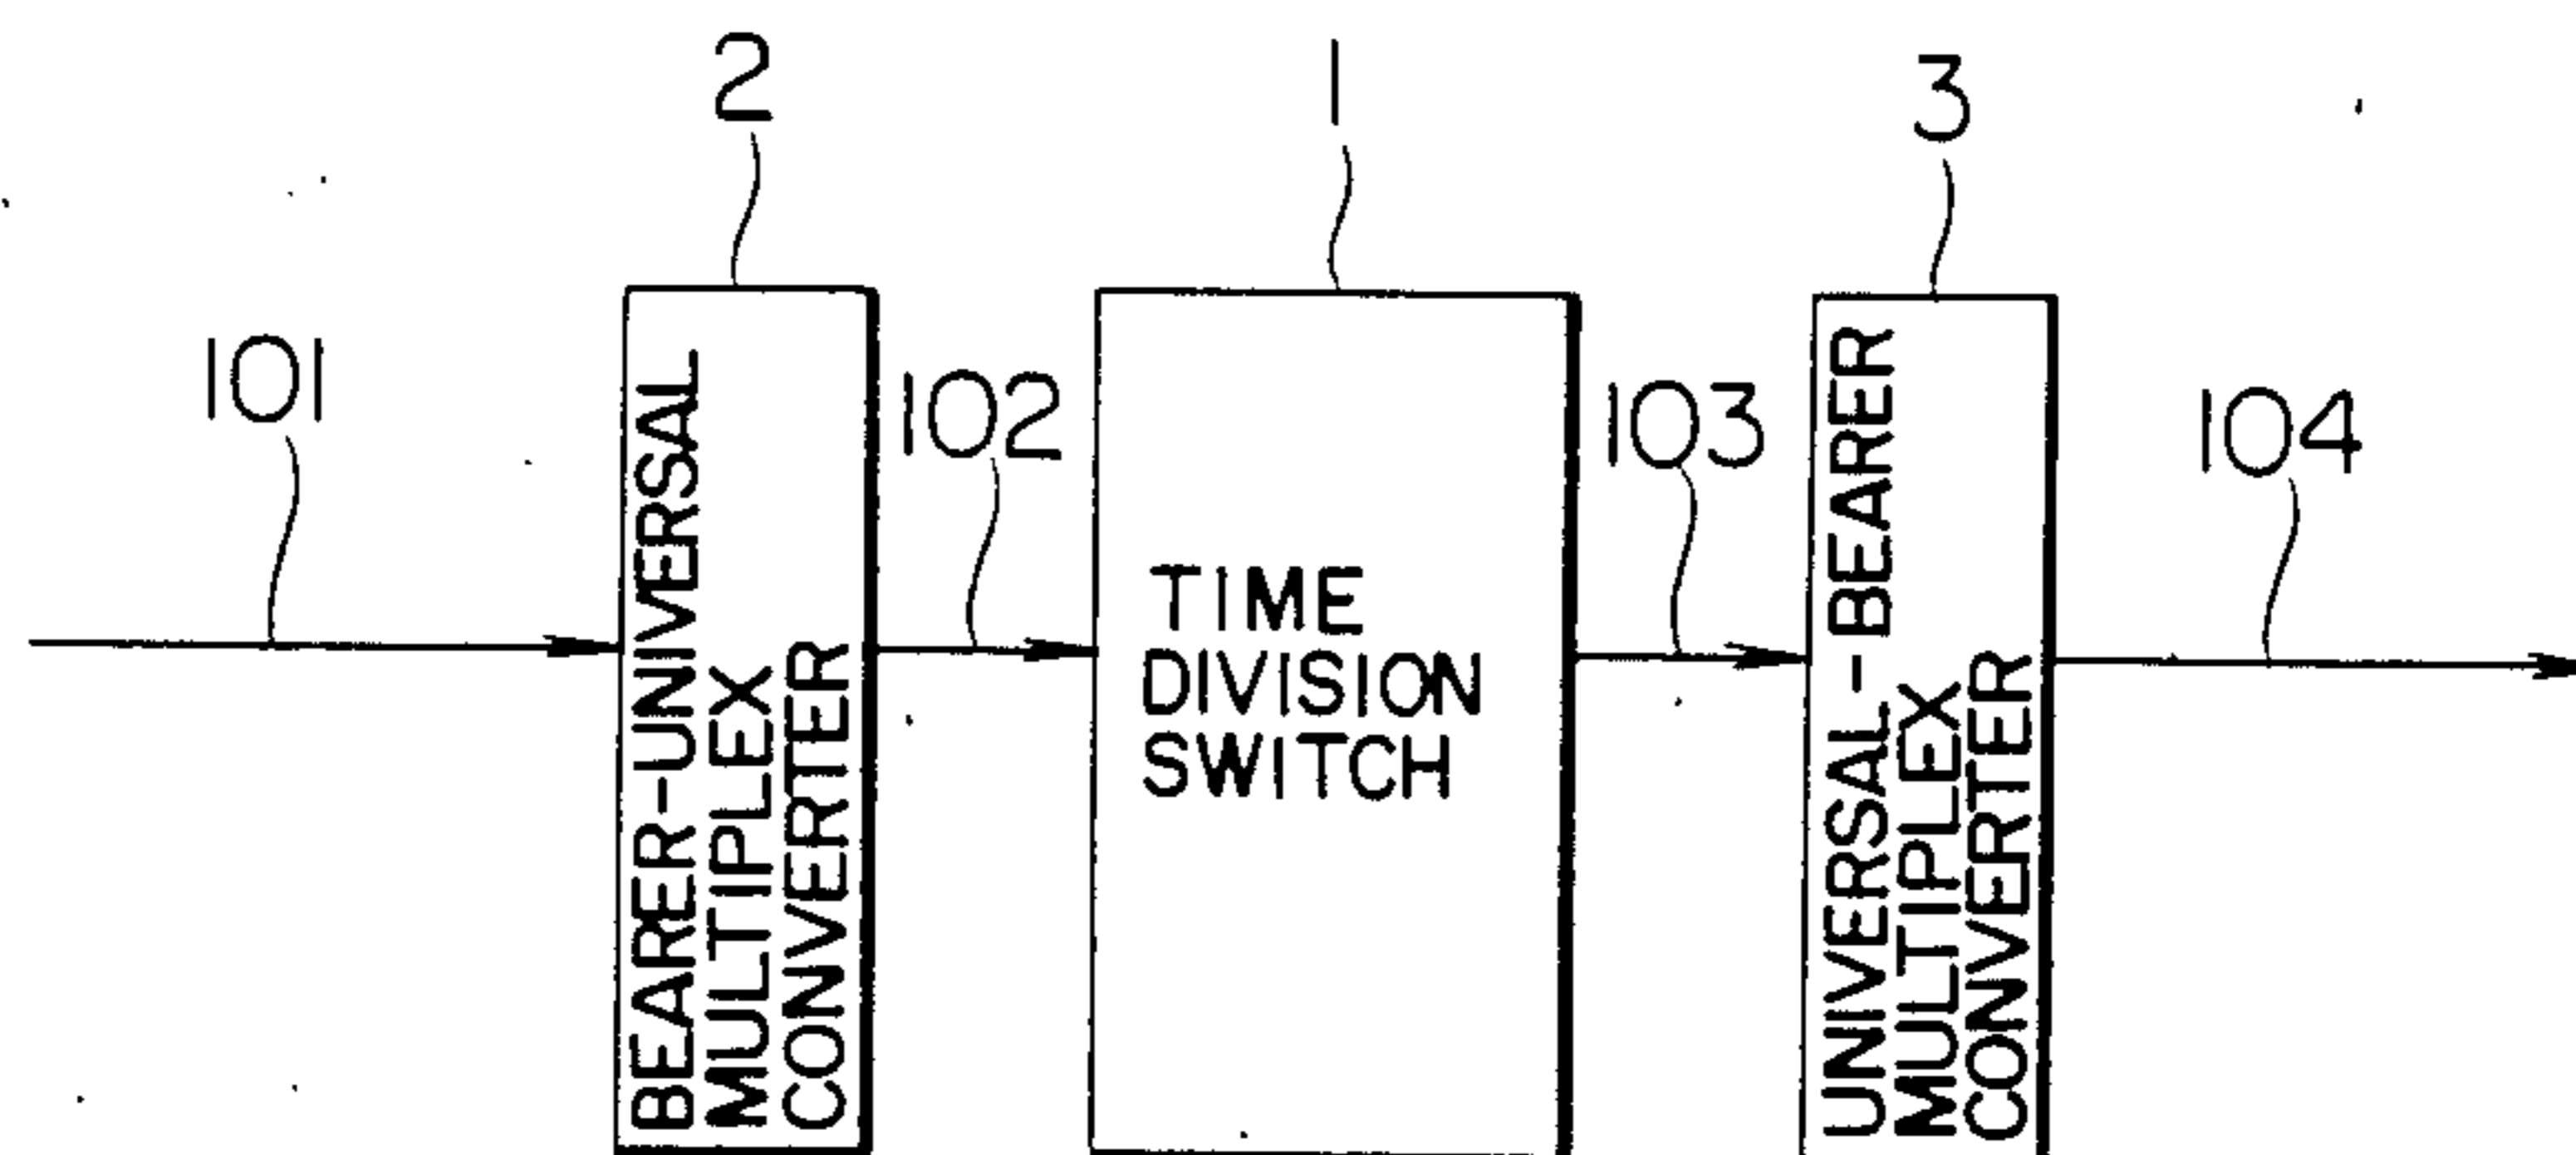 2
1
3
101
102
103
104
BEARER-UNIVERSAL
MULTIPLEX
CONVERTER
TIME
DIVISION
SWITCH
UNIVERSAL-BEARER
MULTIPLEX
CONVERTER